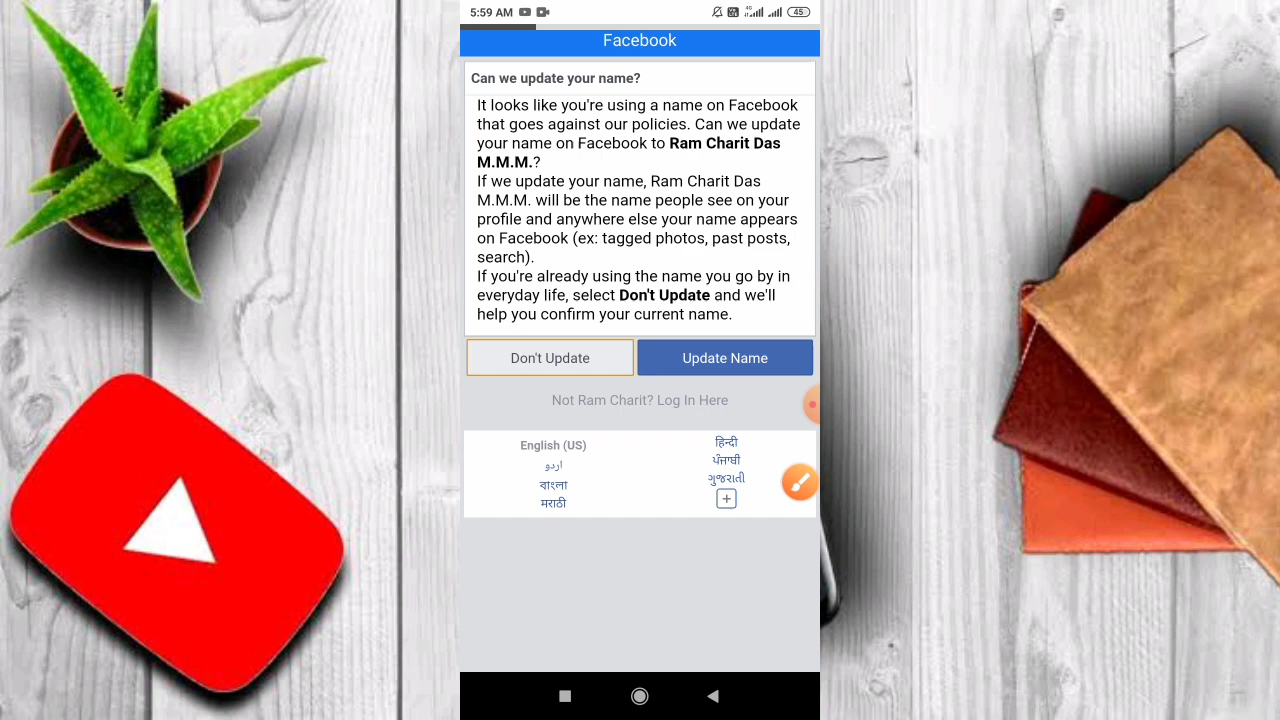 5:59 AM
4G
45
Facebook
Can we update your name?
It looks like you're using a name on Facebook
that goes against our policies. Can we update
your name on Facebook to Ram Charit Das
M.M.M.?
If we update your name, Ram Charit Das
M.M.M. will be the name people see on your
profile and anywhere else your name appears
on Facebook (ex: tagged photos, past posts,
search).
If you're already using the name you go by in
everyday life, select Don't Update and we'll
help you confirm your current name.
Don't Update
Update Name
Not Ram Charit? Log In Here
English (US)
اردو
বাংলা
मराठी
हिन्दी
ਪੰਜਾਬੀ
ગુજરાતી
+